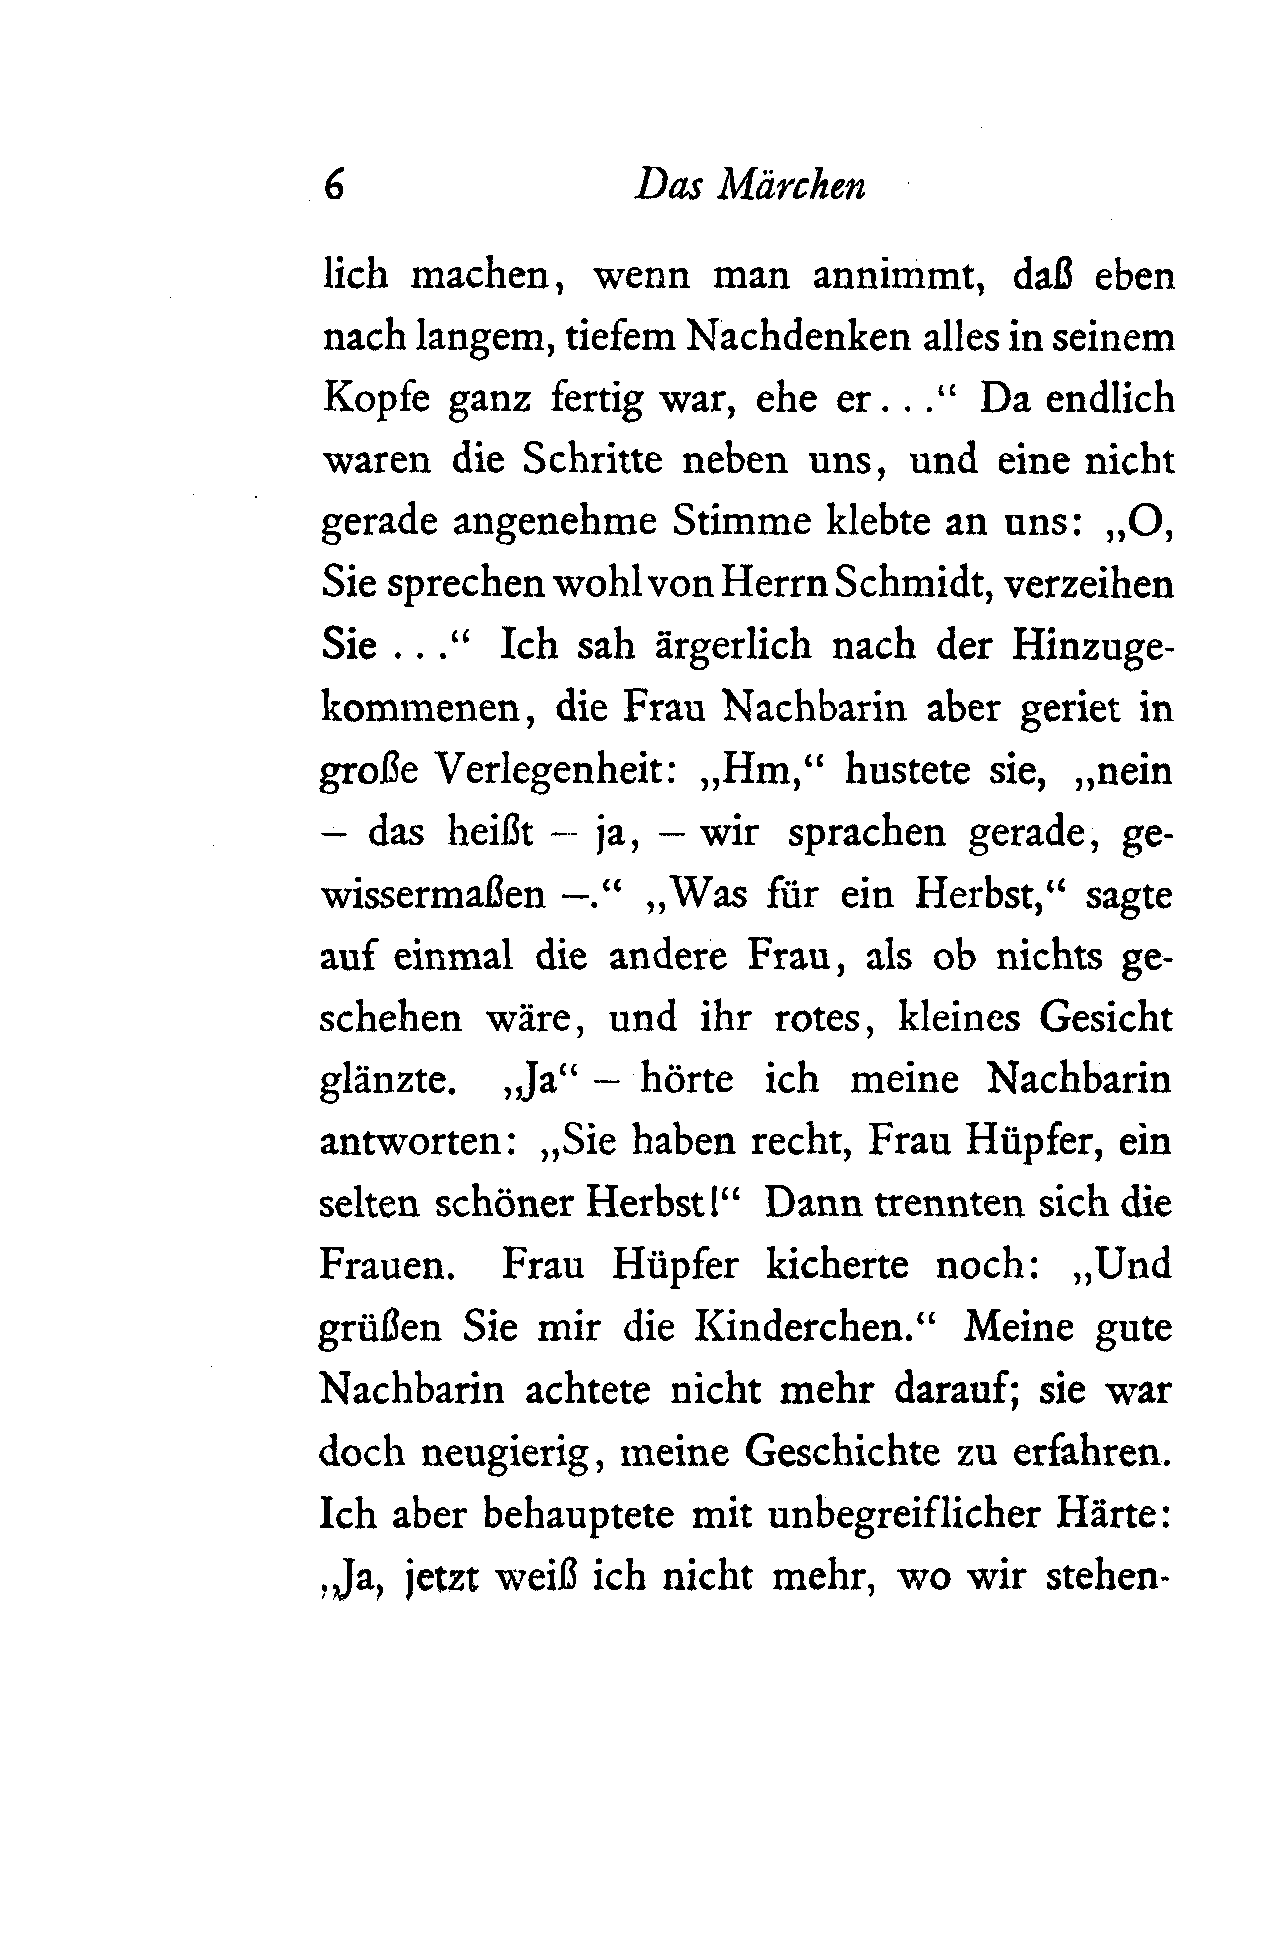 6 Das Märchen
lich machen, wenn man annimmt, daß eben
nach langem, tiefem Nachdenken alles in seinem
Kopfe ganz fertig war, ehe er . . .“ Da endlich
waren die Schritte neben uns, und eine nicht
gerade angenehme Stimme klebte an uns: „O,
Sie sprechen wohl von Herrn Schmidt, verzeihen
Sie . . .“ Ich sah ärgerlich nach der Hinzuge-
kommenen, die Frau Nachbarin aber geriet in
große Verlegenheit: „Hm,“ hustete sie, „nein
– das heißt – ja, – wir sprachen gerade, ge-
wissermaßen –.“ „Was für ein Herbst,“ sagte
auf einmal die andere Frau, als ob nichts ge-
schehen wäre, und ihr rotes, kleines Gesicht
glänzte. „Ja“ – hörte ich meine Nachbarin
antworten: „Sie haben recht, Frau Hüpfer, ein
selten schöner Herbst!“ Dann trennten sich die
Frauen. Frau Hüpfer kicherte noch: „Und
grüßen Sie mir die Kinderchen.“ Meine gute
Nachbarin achtete nicht mehr darauf; sie war
doch neugierig, meine Geschichte zu erfahren.
Ich aber behauptete mit unbegreiflicher Härte:
„Ja, jetzt weiß ich nicht mehr, wo wir stehen-